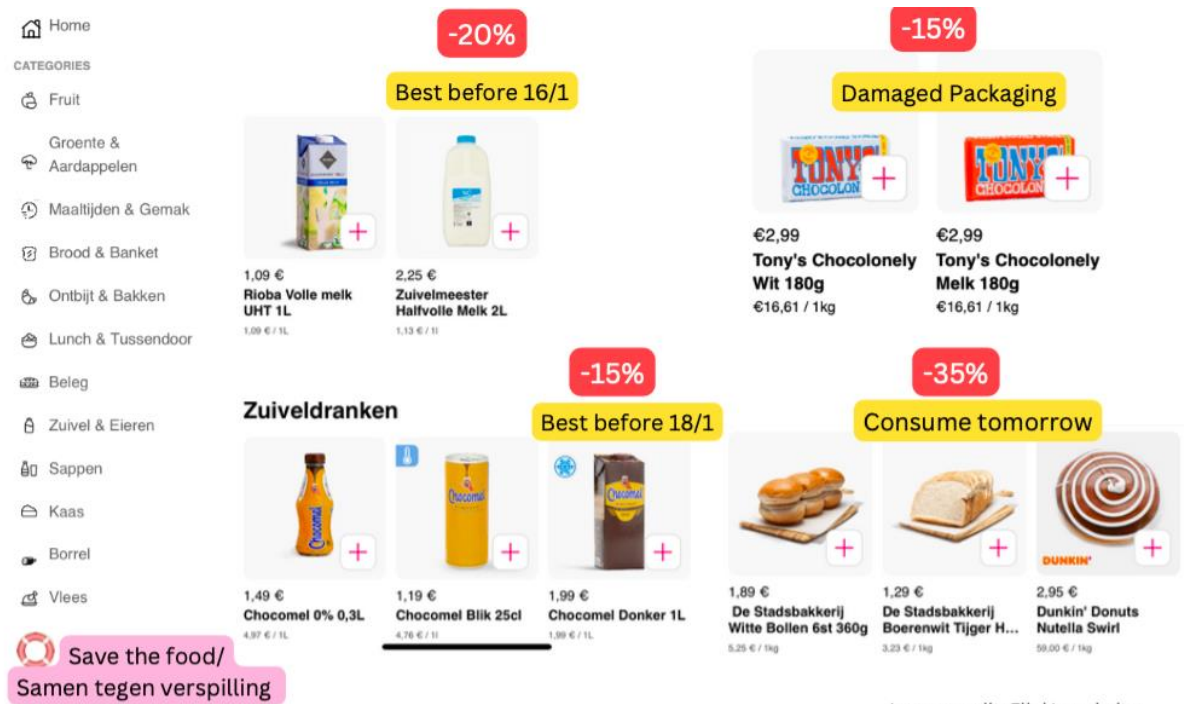 Home
CATEGORIES
Fruit
Groente &
Aardappelen
Maaltijden & Gemak
Brood & Banket
Ontbijt & Bakken
Lunch & Tussendoor
Beleg
Zuivel & Eieren
Sappen
Kaas
Borrel
Vlees
Save the food/
Samen tegen verspilling
-20%
Best before 16/1
1,09 €
Rioba Volle melk
UHT 1L
1,09 € / 1L
2,25 €
Zuivelmeester
Halfvolle Melk 2L
1,13 € / 1l
-15%
Damaged Packaging
TONY'S
CHOCOLON
€2,99
Tony's Chocolonely
Wit 180g
€16,61 / 1kg
TONY'S
CHOCOLON
€2,99
Tony's Chocolonely
Melk 180g
€16,61 / 1kg
Zuiveldranken
-15%
Best before 18/1
Chocomel
1,49 €
Chocomel 0% 0,3L
4,97 € / 1L
Chocomel
1,19 €
Chocomel Blik 25cl
4,76 € / 1l
Chocomel
1,99 €
Chocomel Donker 1L
1,99 € / 1L
-35%
Consume tomorrow
1,89 €
De Stadsbakkerij
Witte Bollen 6st 360g
5,25 € / 1kg
1,29 €
De Stadsbakkerij
Boerenwit Tijger H...
3,23 € / 1kg
DUNKIN'
2,95 €
Dunkin' Donuts
Nutella Swirl
59,00 € / 1kg